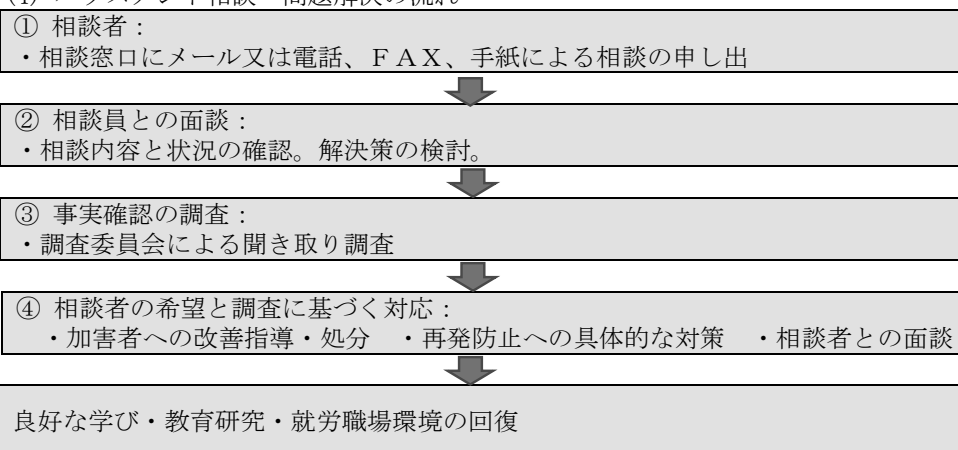 ① 相談者：
・相談窓口にメール又は電話、ＦＡＸ、手紙による相談の申し出
② 相談員との面談：
・相談内容と状況の確認。解決策の検討。
③ 事実確認の調査：
・調査委員会による聞き取り調査
④ 相談者の希望と調査に基づく対応：
・加害者への改善指導・処分　・再発防止への具体的な対策　・相談者との面談
良好な学び・教育研究・就労職場環境の回復